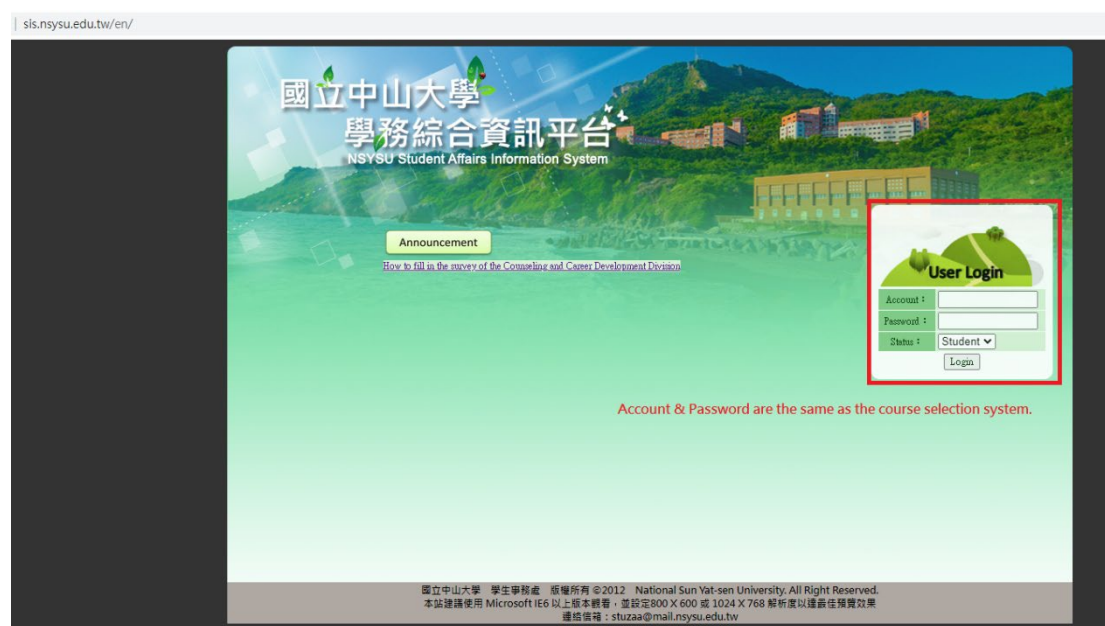 sis.nsysu.edu.tw/en/
國立中山大學
學務綜合資訊平台
NSYSU Student Affairs Information System
Announcement
How to fill in the survey of the Counseling and Career Development Division
User Login
Account：
Password：
Status： Student
Login
Account & Password are the same as the course selection system.
國立中山大學 學生事務處 版權所有 ©2012 National Sun Yat-sen University. All Right Reserved.
本站建議使用 Microsoft IE6 以上版本觀看，並設定800 X 600 或 1024 X 768 解析度以達最佳預覽效果
連絡信箱：stuzaa@mail.nsysu.edu.tw